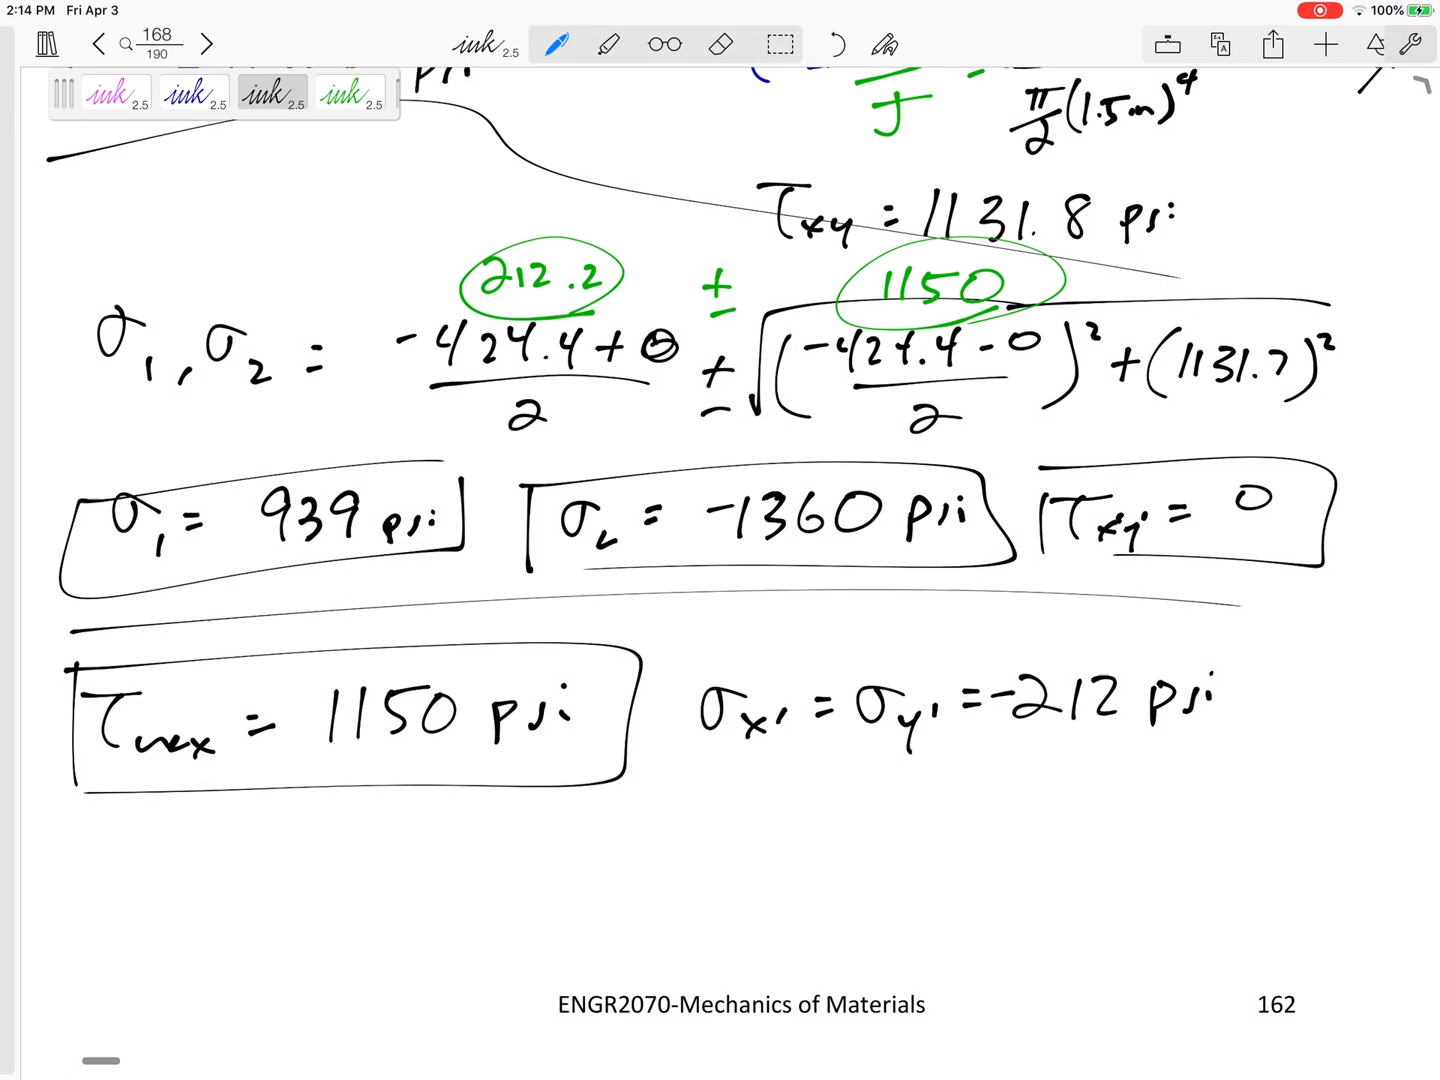 2:14 PM Fri Apr 3
100%
168
190
ink 2.5
ink 2.5 ink 2.5 ink 2.5 ink 2.5
psi
J
π/2 (1.5in)^4
τxy = 1131.8 psi
212.2 ± 1150
σ1, σ2 = (-424.4 + 0)/2 ± √(((-424.4 - 0)/2)² + (1131.7)²)
σ1 = 939 psi σ2 = -1360 psi τx'y' = 0
τmax = 1150 psi σx' = σy' = -212 psi
ENGR2070-Mechanics of Materials
162